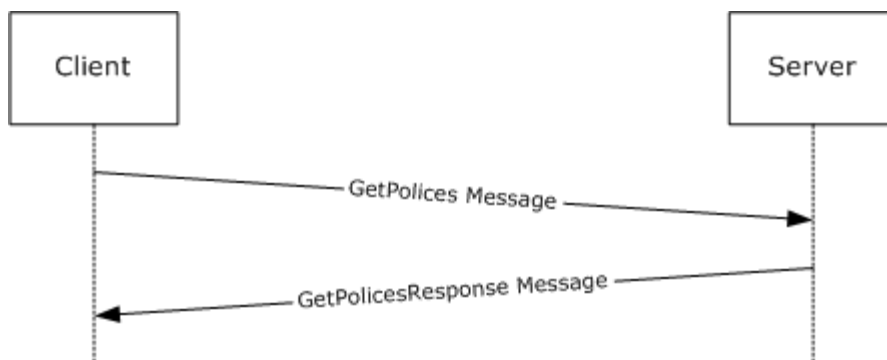 Client
Server
GetPolices Message
GetPolicesResponse Message